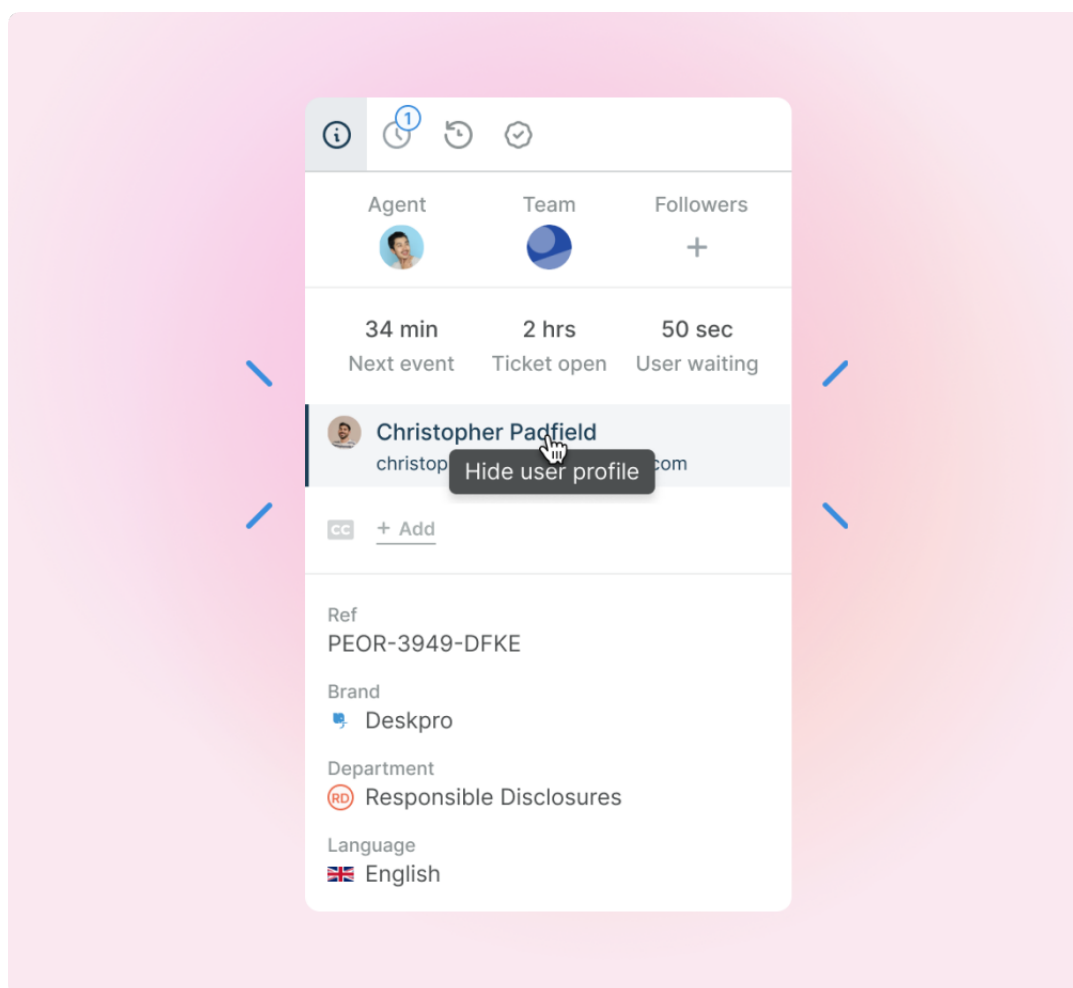 1
Agent Team Followers
34 min 2 hrs 50 sec
Next event Ticket open User waiting
Christopher Padfield
christop com
Hide user profile
CC + Add
Ref
PEOR-3949-DFKE
Brand
Deskpro
Department
RD Responsible Disclosures
Language
English